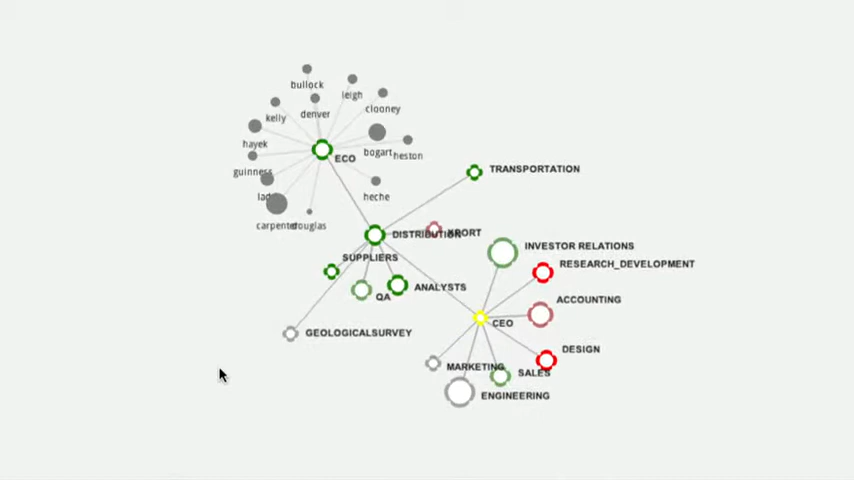 bullock
leigh
clooney
kelly
denver
hayek
bogart
heston
ECO
guinness
TRANSPORTATION
heche
carpenter
douglas
DISTRIBUTION
INVESTOR RELATIONS
SUPPLIERS
RESEARCH_DEVELOPMENT
ANALYSTS
QA
ACCOUNTING
CEO
GEOLOGICALSURVEY
DESIGN
MARKETING
SALES
ENGINEERING